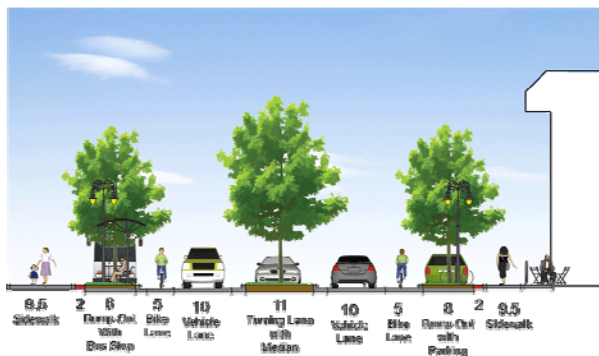 9.5
Sidewalk
2
8
Bump-Out
With
Bus Stop
5
Bike
Lane
10
Vehicle
Lane
11
Turning Lane
with
Median
10
Vehicle
Lane
5
Bike
Lane
8
Bump-Out
with
Parking
2
9.5
Sidewalk